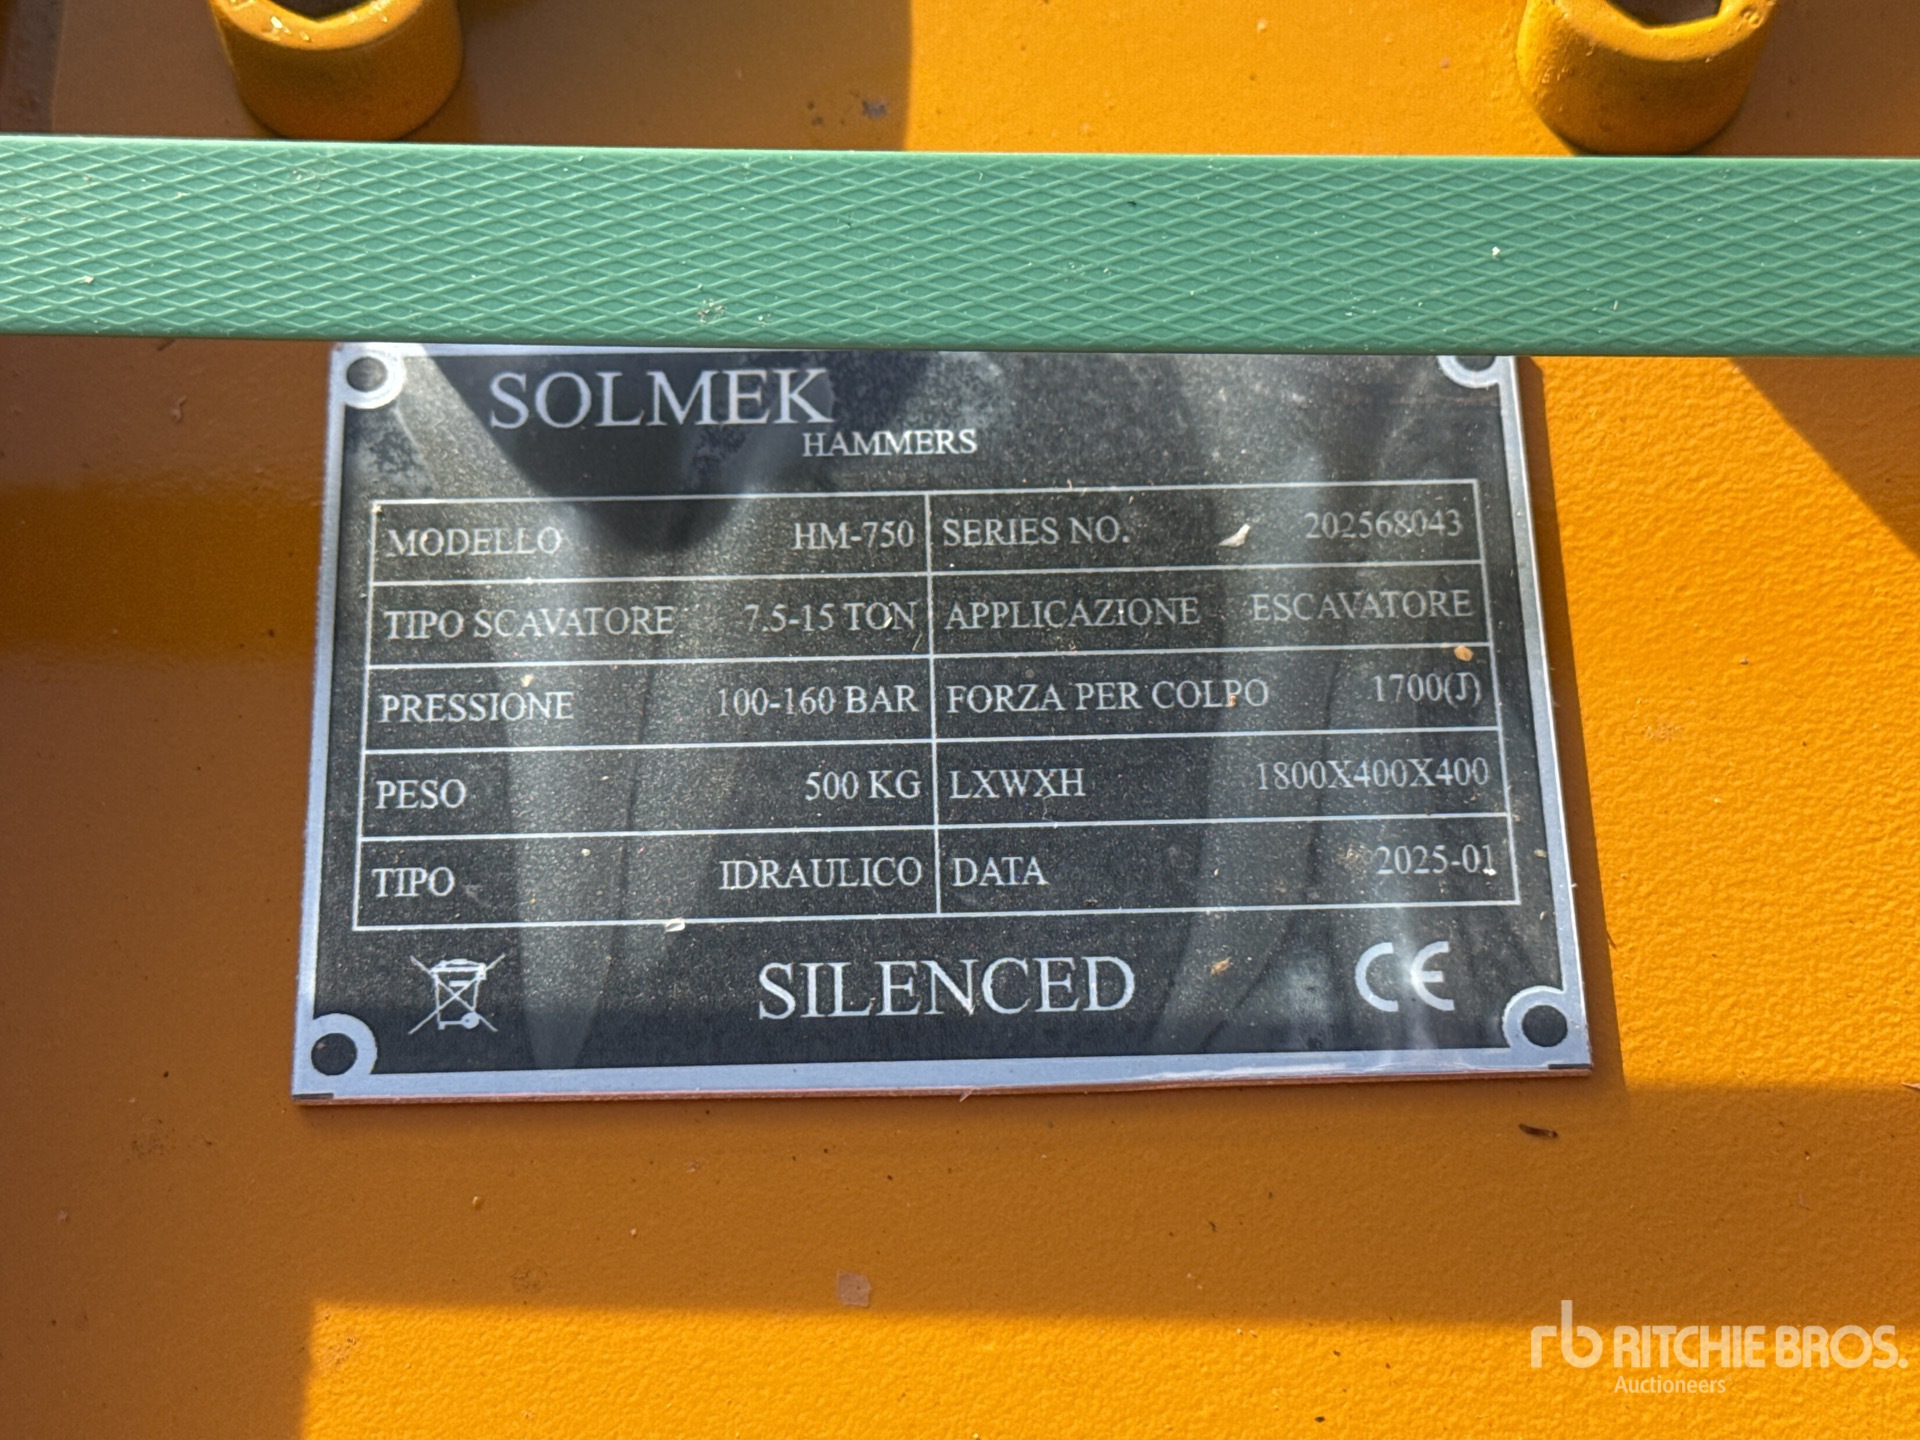 SOLMEK
HAMMERS
MODELLO HM-750 SERIES NO. 202568043
TIPO SCAVATORE 7.5-15 TON APPLICAZIONE ESCAVATORE
PRESSIONE 100-160 BAR FORZA PER COLPO 1700(J)
PESO 500 KG LXWXH 1800X400X400
TIPO IDRAULICO DATA 2025-01
SILENCED CE
rb RITCHIE BROS.
Auctioneers